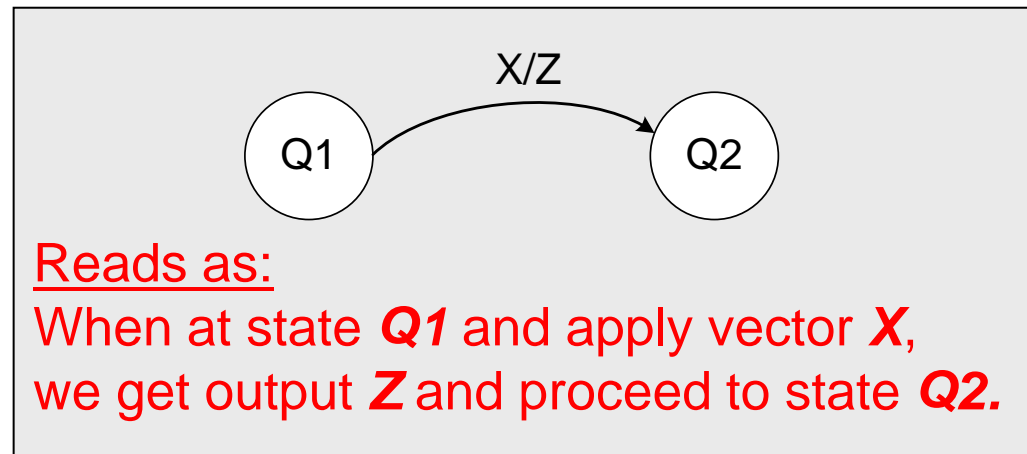 X/Z
Q1
Q2
Reads as:
When at state Q1 and apply vector X,
we get output Z and proceed to state Q2.